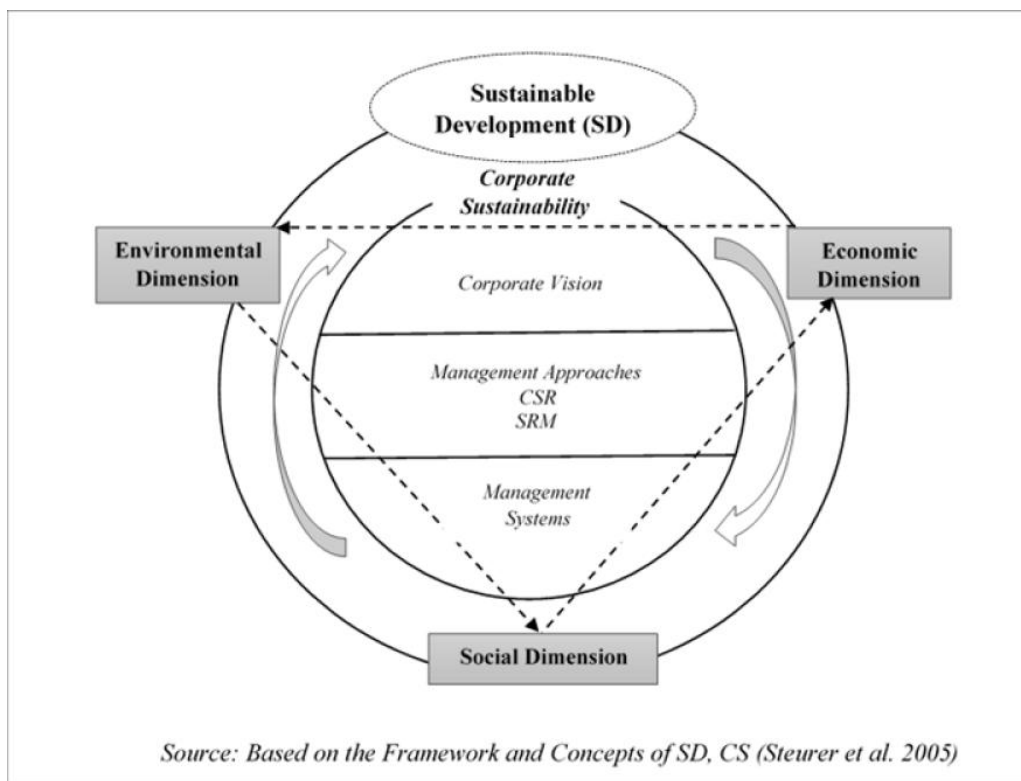 Sustainable
Development (SD)
Corporate
Sustainability
Environmental
Dimension
Economic
Dimension
Corporate Vision
Management Approaches
CSR
SRM
Management
Systems
Social Dimension
Source: Based on the Framework and Concepts of SD, CS (Steurer et al. 2005)